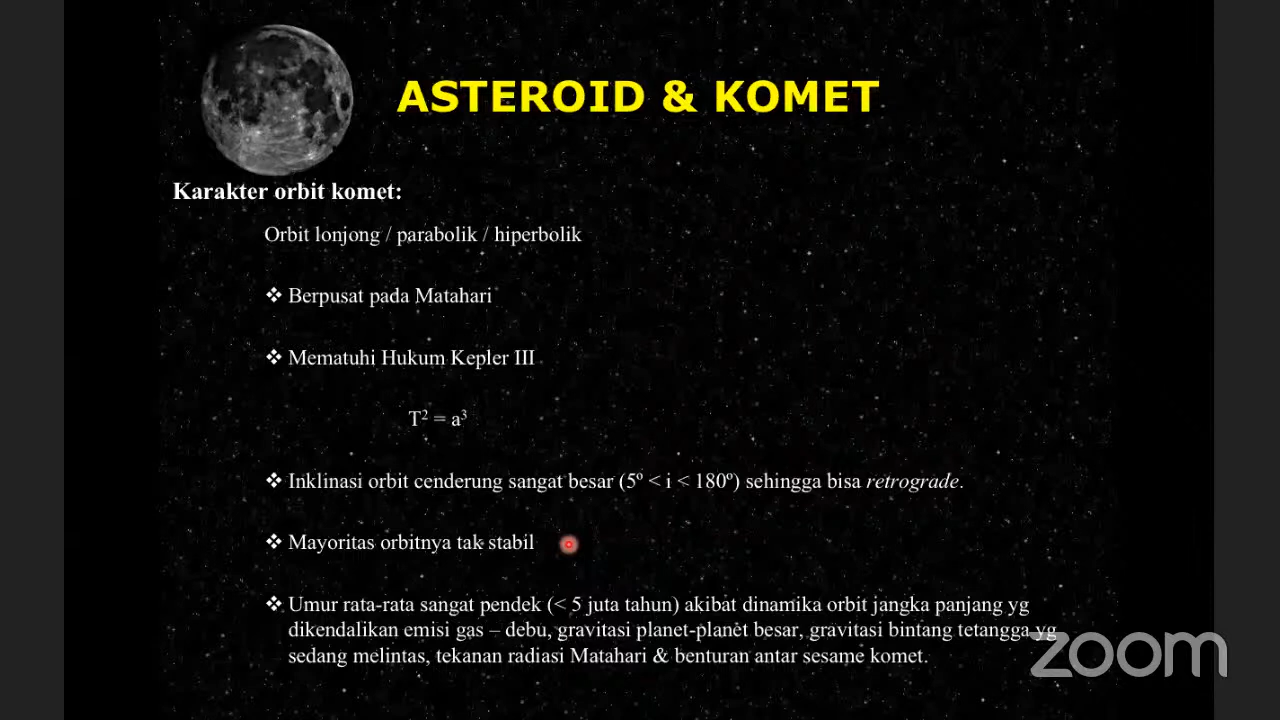 ASTEROID & KOMET
Karakter orbit komet:
Orbit lonjong / parabolik / hiperbolik
❖ Berpusat pada Matahari
❖ Mematuhi Hukum Kepler III
T² = a³
❖ Inklinasi orbit cenderung sangat besar (5º < i < 180º) sehingga bisa retrograde.
❖ Mayoritas orbitnya tak stabil
❖ Umur rata-rata sangat pendek (< 5 juta tahun) akibat dinamika orbit jangka panjang yg
dikendalikan emisi gas – debu, gravitasi planet-planet besar, gravitasi bintang tetangga yg
sedang melintas, tekanan radiasi Matahari & benturan antar sesama komet.
zoom